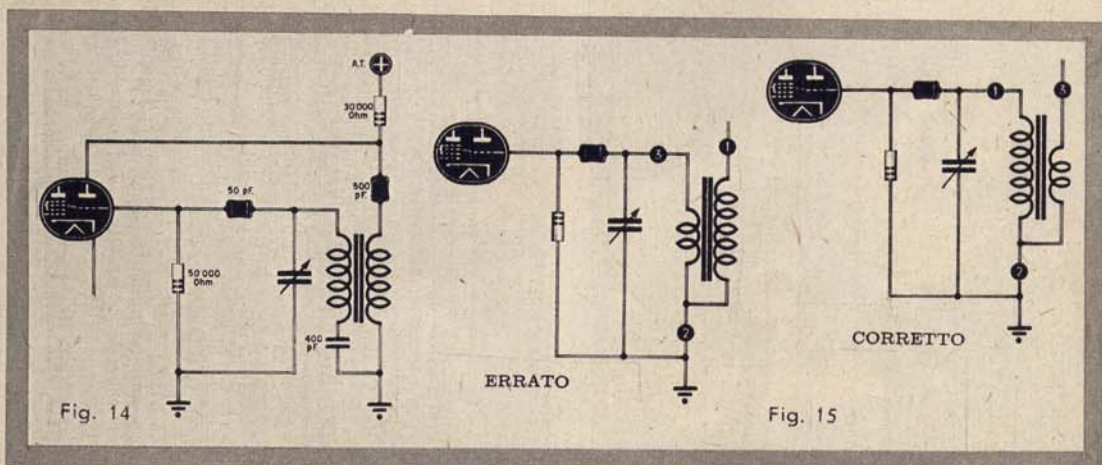 A.T.
30'000
Ohm
500
pF.
50 pF.
50'000
Ohm
400
pF.
Fig. 14
3
1
2
ERRATO
1
3
2
CORRETTO
Fig. 15